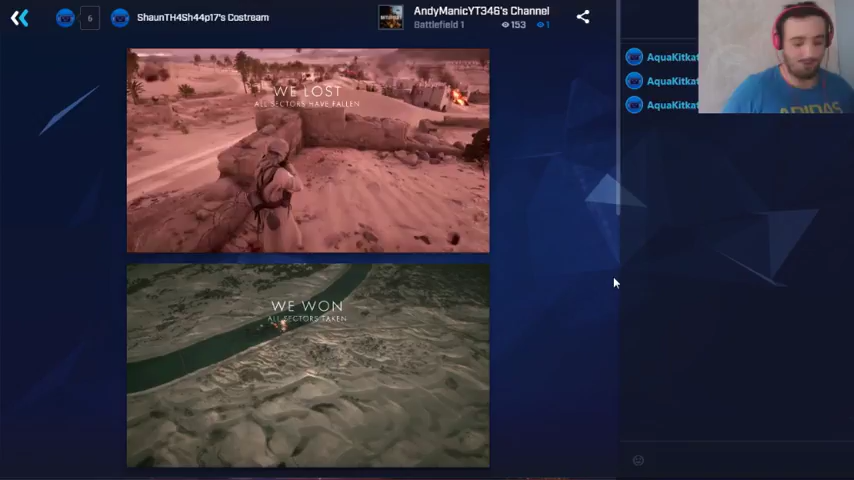 6
ShaunTH4Sh44p17's Costream
AndyManicYT346's Channel
Battlefield 1
153
1
WE LOST
ALL SECTORS HAVE FALLEN
WE WON
ALL SECTORS TAKEN
AquaKitkat
AquaKitkat
AquaKitkat
ADIDAS